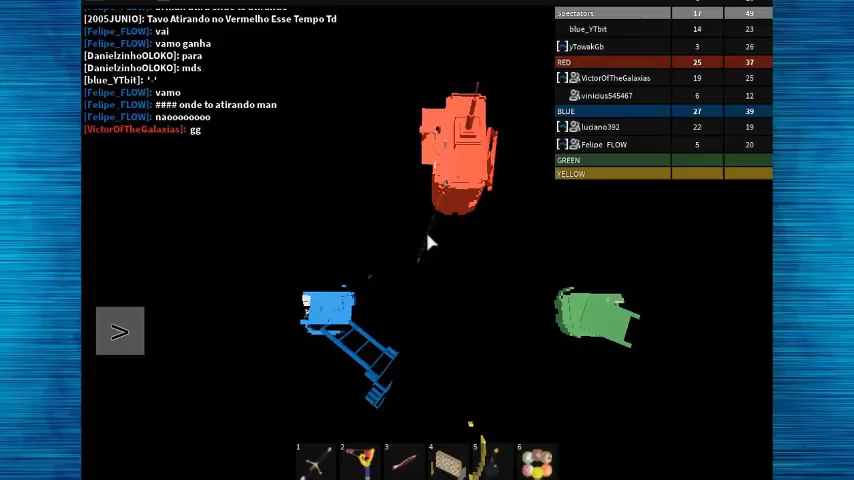 [2005JUNIO]: Tavo Atirando no Vermelho Esse Tempo Td
[Felipe_FLOW]: vai
[Felipe_FLOW]: vamo ganha
[DanielzinhoOLOKO]: para
[DanielzinhoOLOKO]: mds
[blue_YTbit]: '-'
[Felipe_FLOW]: vamo
[Felipe_FLOW]: #### onde to atirando man
[Felipe_FLOW]: naoooooooo
[VictorOfTheGalaxias]: gg
Spectators 17 49
blue_YTbit 14 23
yTowakGb 3 26
RED 25 37
VictorOfTheGalaxias 19 25
vinicius545467 6 12
BLUE 27 39
luciano392 22 19
Felipe_FLOW 5 20
GREEN
YELLOW
>
1 2 3 4 5 6